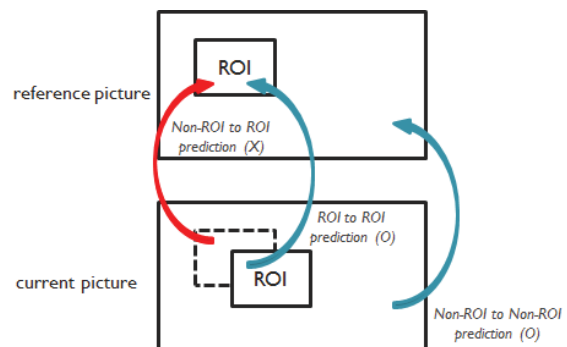 ROI
reference picture
Non-ROI to ROI
prediction (X)
ROI to ROI
prediction (O)
ROI
current picture
Non-ROI to Non-ROI
prediction (O)